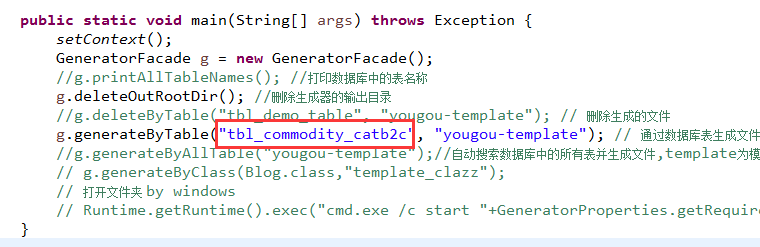 public static void main(String[] args) throws Exception {
setContext();
GeneratorFacade g = new GeneratorFacade();
//g.printAllTableNames(); //打印数据库中的表名称
g.deleteOutRootDir(); //删除生成器的输出目录
//g.deleteByTable("tbl_demo_table", "yougou-template"); // 删除生成的文件
g.generateByTable("tbl_commodity_catb2c", "yougou-template"); // 通过数据库表生成文件
//g.generateByAllTable("yougou-template");//自动搜索数据库中的所有表并生成文件,template为模
// g.generateByClass(Blog.class,"template_clazz");
// 打开文件夹 by windows
// Runtime.getRuntime().exec("cmd.exe /c start "+GeneratorProperties.getRequire
}